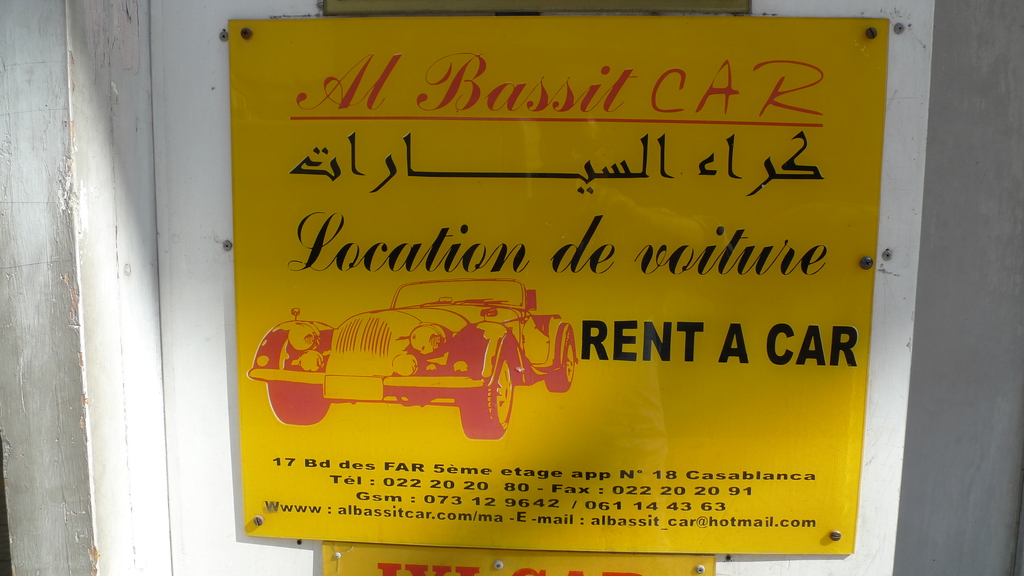 Al Bassit CAR
كراء السيارات
Location de voiture
RENT A CAR
17 Bd des FAR 5ème etage app N° 18 Casablanca
Tél : 022 20 20 80 - Fax : 022 20 20 91
Gsm : 073 12 9642 / 061 14 43 63
Wwww : albassitcar.com/ma - E-mail : albassit_car@hotmail.com